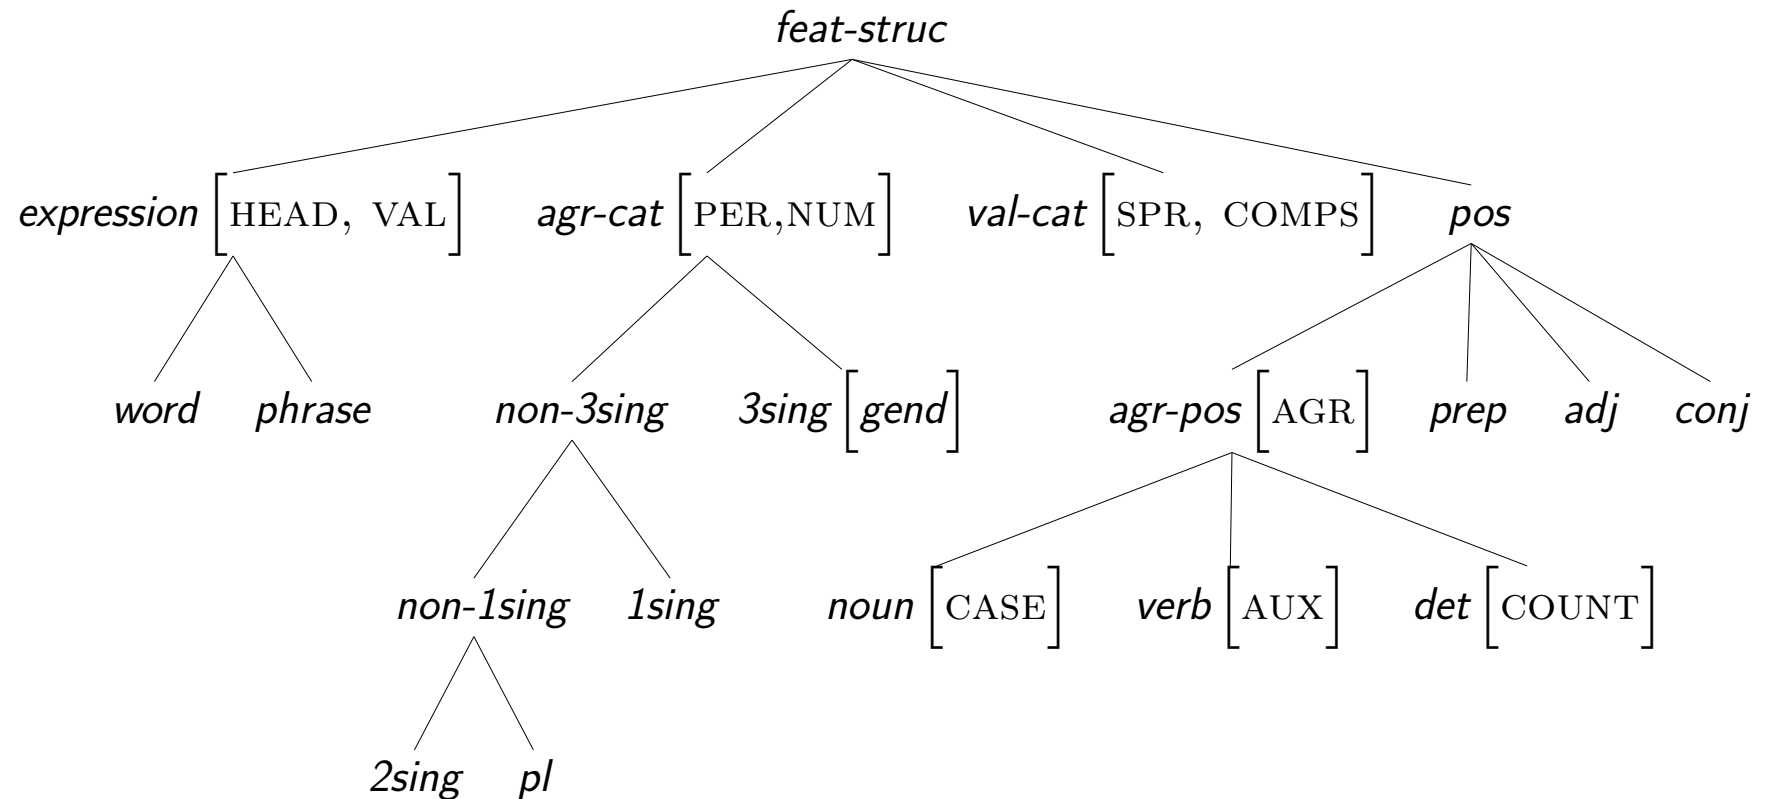 feat-struc
expression [HEAD, VAL] agr-cat [PER,NUM] val-cat [SPR, COMPS] pos
word phrase non-3sing 3sing [gend] agr-pos [AGR] prep adj conj
non-1sing 1sing noun [CASE] verb [AUX] det [COUNT]
2sing pl